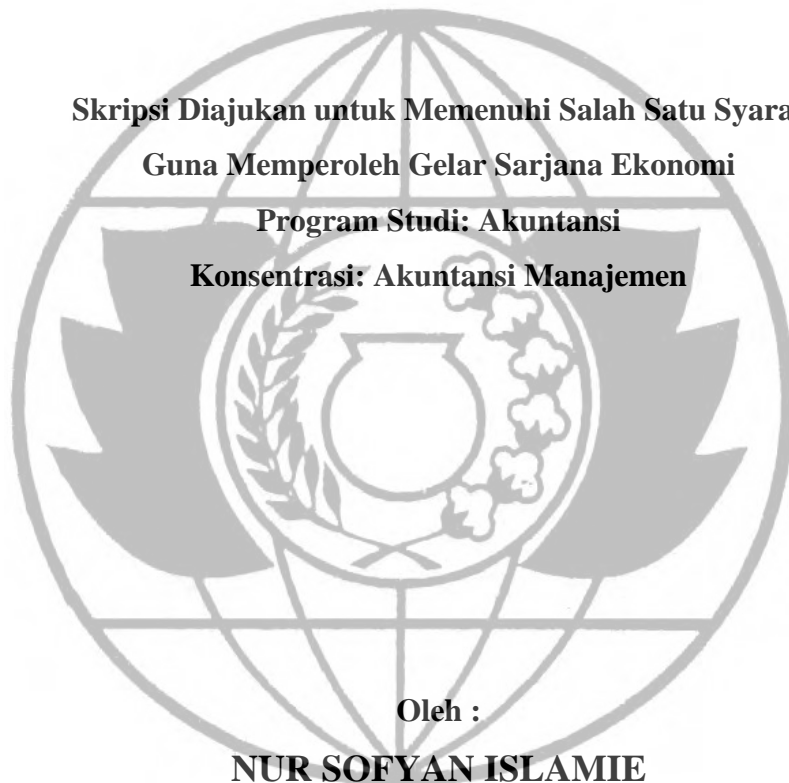 Skripsi Diajukan untuk Memenuhi Salah Satu Syara
Guna Memperoleh Gelar Sarjana Ekonomi
Program Studi: Akuntansi
Konsentrasi: Akuntansi Manajemen
Oleh :
NUR SOFYAN ISLAMIE